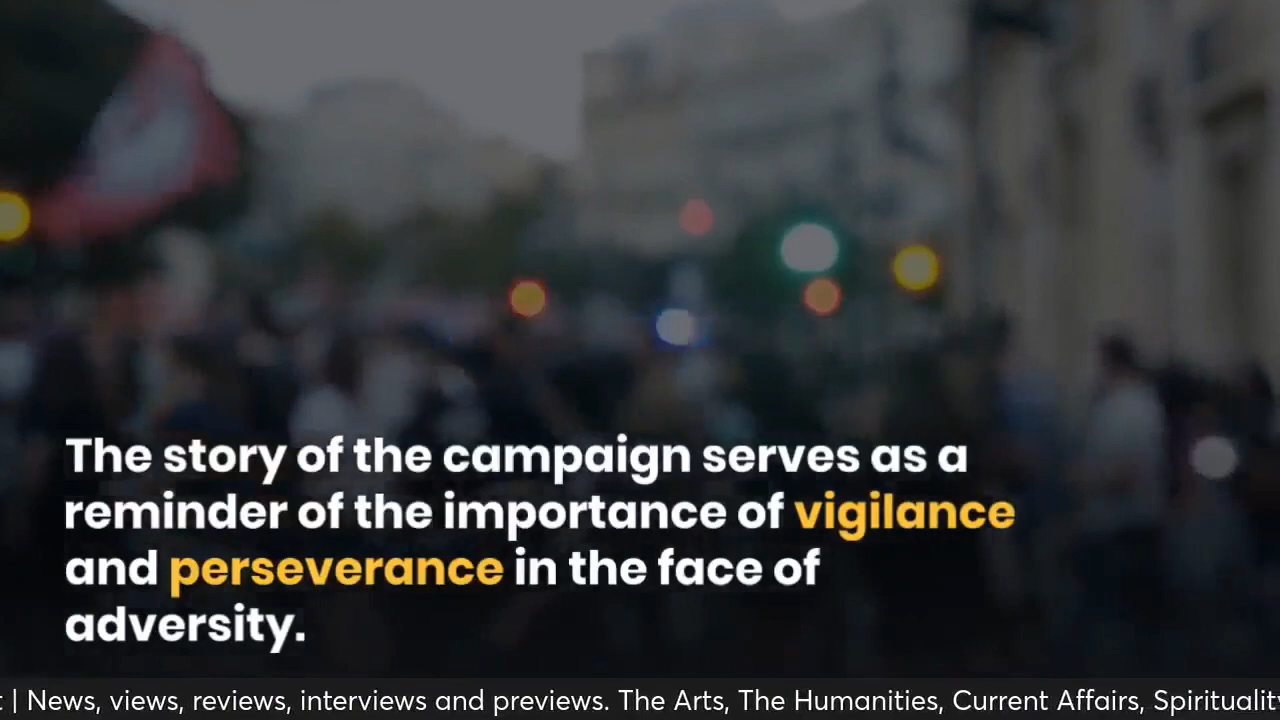 The story of the campaign serves as a
reminder of the importance of vigilance
and perseverance in the face of
adversity.
| News, views, reviews, interviews and previews. The Arts, The Humanities, Current Affairs,